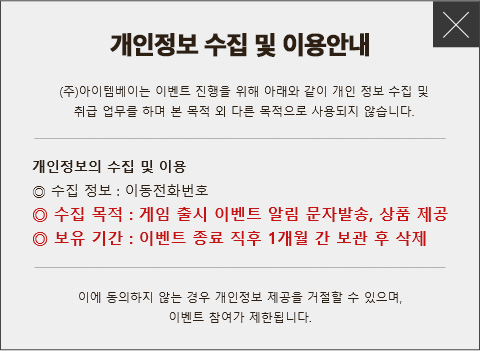 개인정보 수집 및 이용안내
(주)아이템베이는 이벤트 진행을 위해 아래와 같이 개인 정보 수집 및
취급 업무를 하며 본 목적 외 다른 목적으로 사용되지 않습니다.
개인정보의 수집 및 이용
◎ 수집 정보 : 이동전화번호
◎ 수집 목적 : 게임 출시 이벤트 알림 문자발송, 상품 제공
◎ 보유 기간 : 이벤트 종료 직후 1개월 간 보관 후 삭제
이에 동의하지 않는 경우 개인정보 제공을 거절할 수 있으며,
이벤트 참여가 제한됩니다.